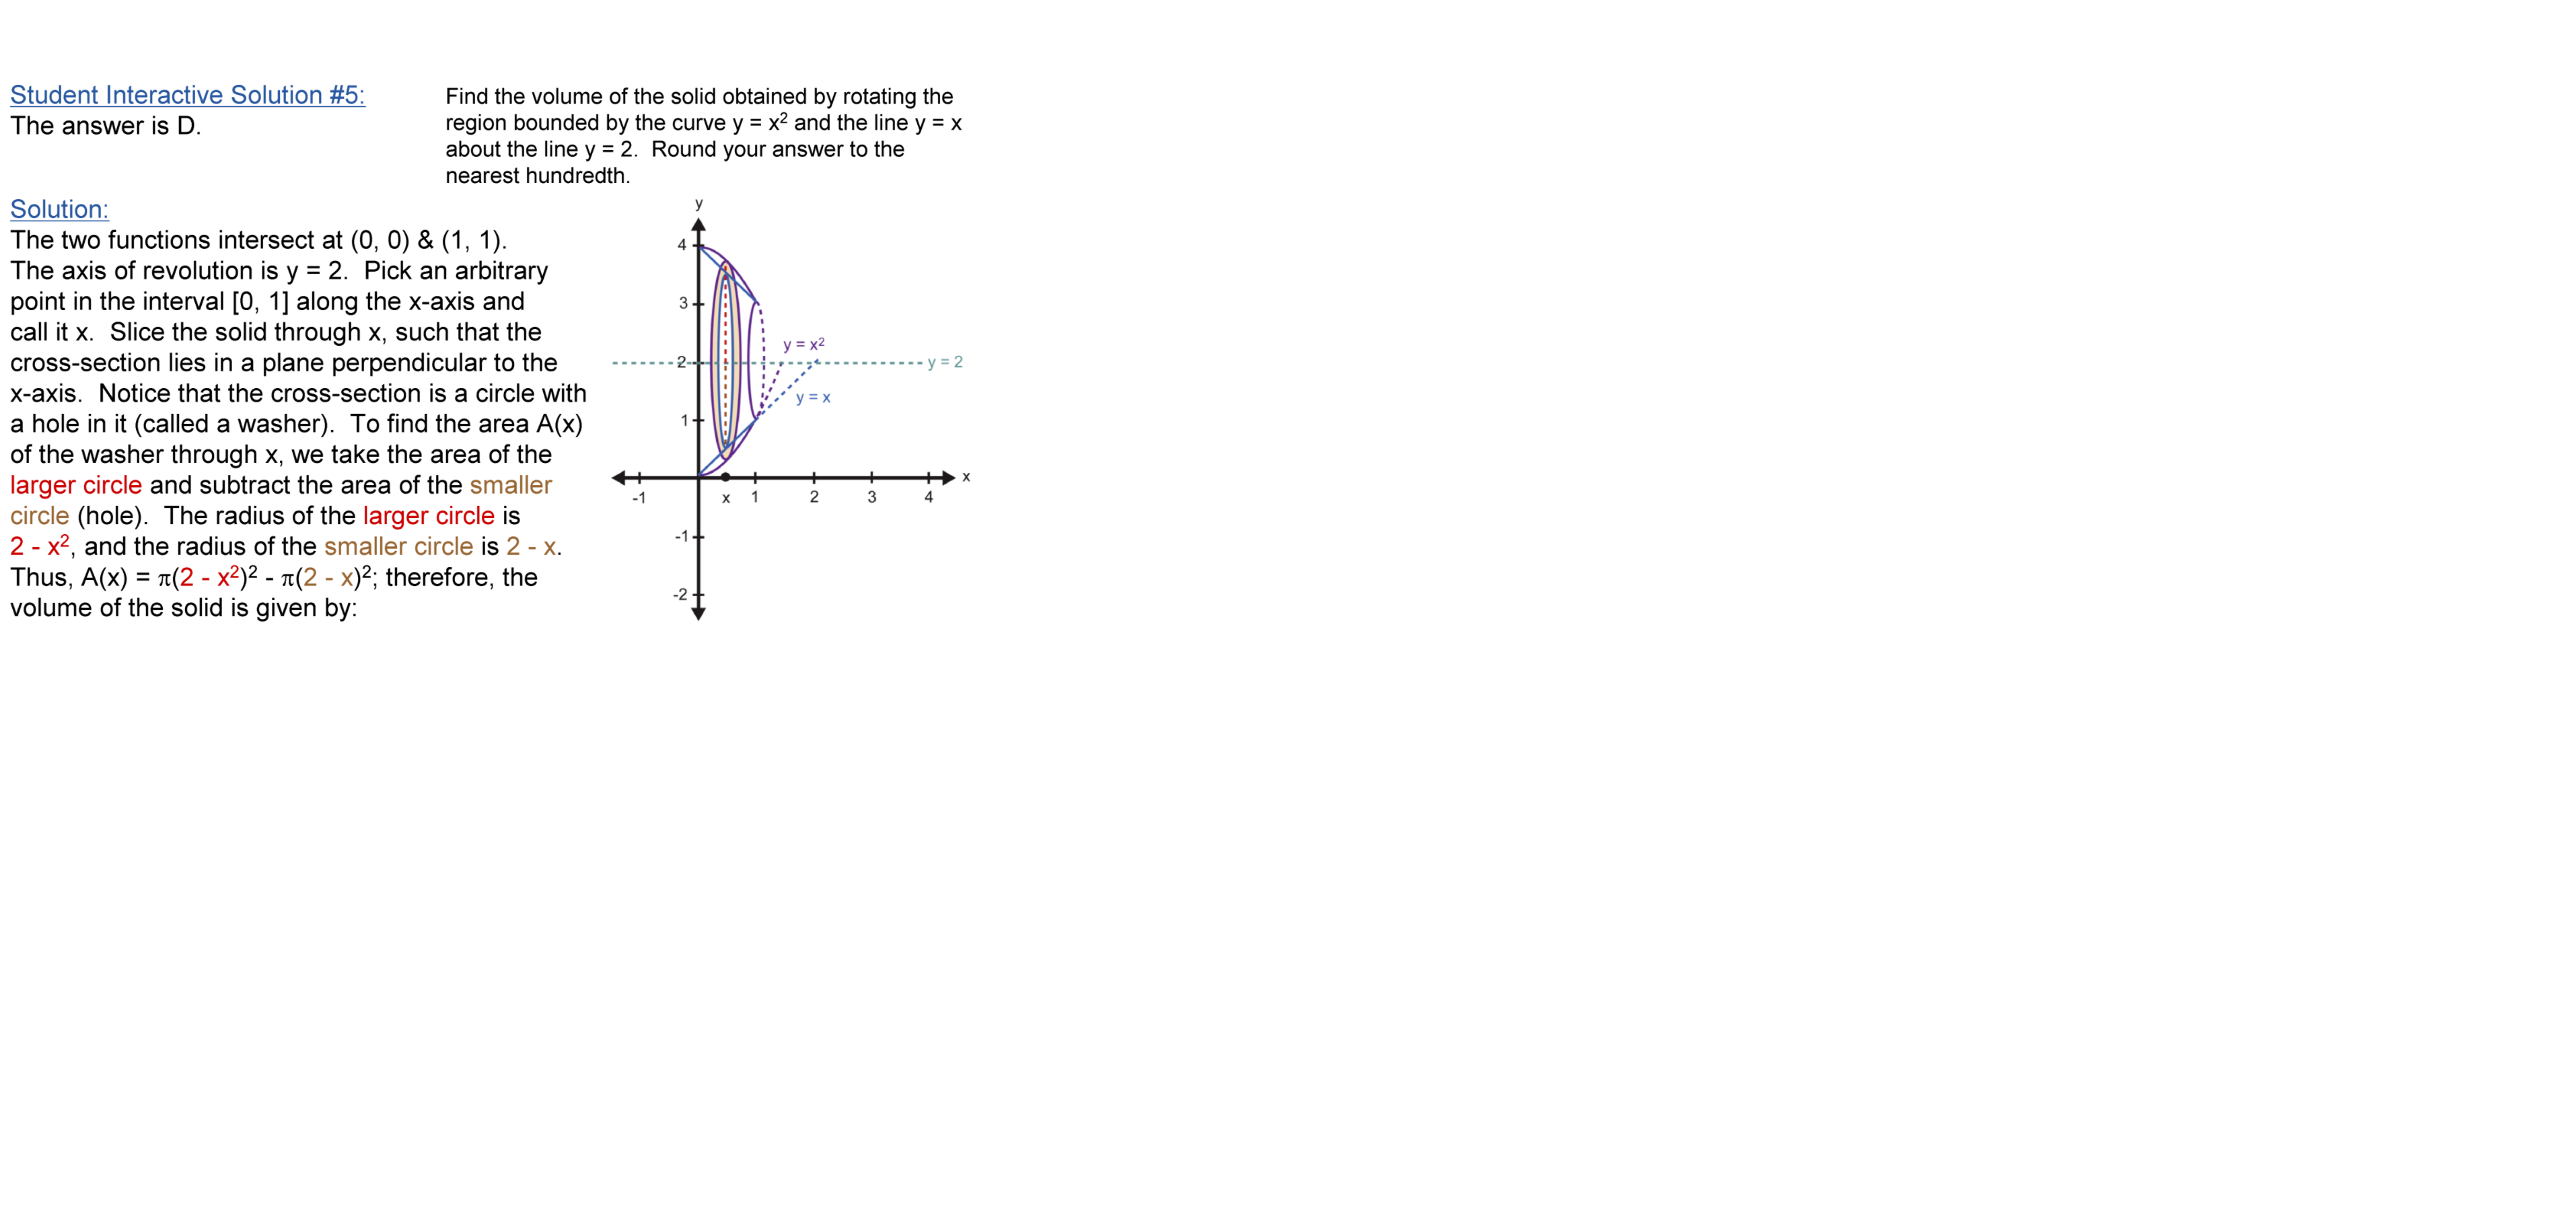 Student Interactive Solution #5:
The answer is D.
Find the volume of the solid obtained by rotating the
region bounded by the curve y = x² and the line y = x
about the line y = 2.  Round your answer to the
nearest hundredth.
Solution:
The two functions intersect at (0, 0) & (1, 1).
The axis of revolution is y = 2.  Pick an arbitrary
point in the interval [0, 1] along the x-axis and
call it x.  Slice the solid through x, such that the
cross-section lies in a plane perpendicular to the
x-axis.  Notice that the cross-section is a circle with
a hole in it (called a washer).  To find the area A(x)
of the washer through x, we take the area of the
larger circle and subtract the area of the smaller
circle (hole).  The radius of the larger circle is
2 - x², and the radius of the smaller circle is 2 - x.
Thus, A(x) = π(2 - x²)² - π(2 - x)²; therefore, the
volume of the solid is given by:
y
4
3
y = x²
2
y = 2
y = x
1
x
-1
x
1
2
3
4
-1
-2